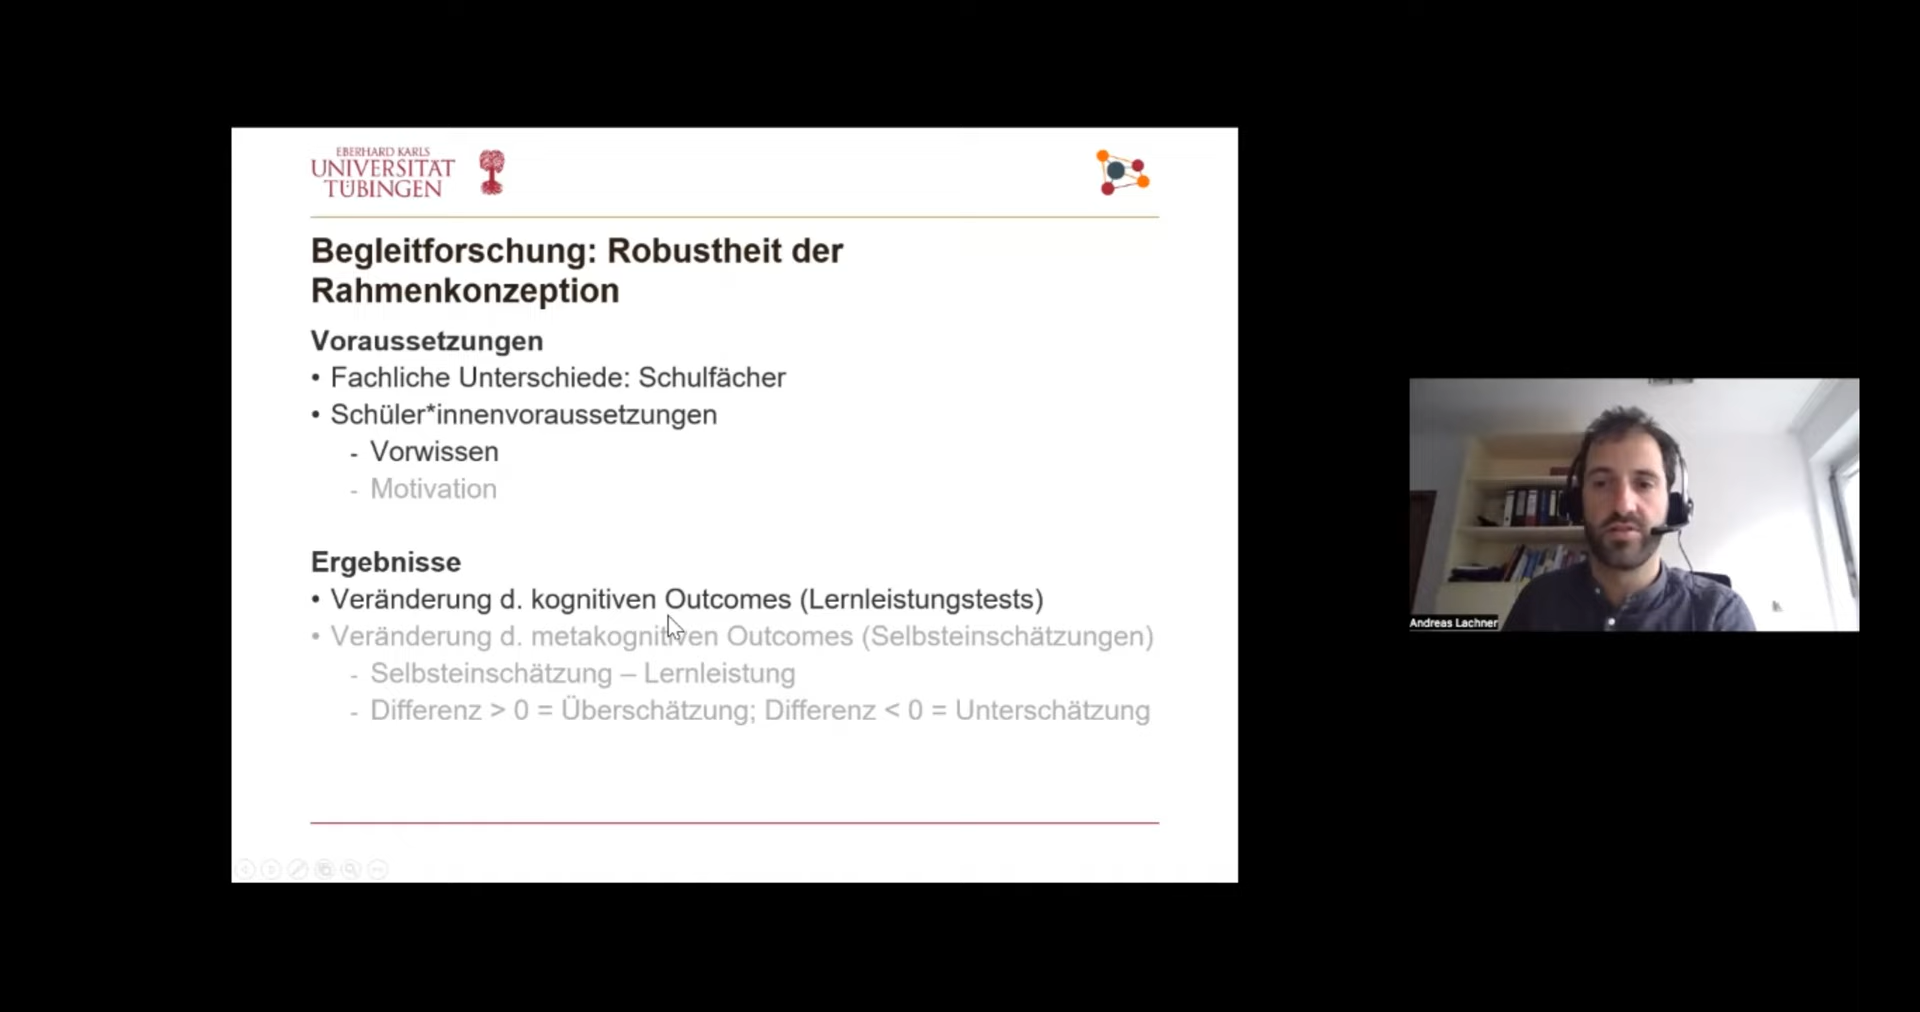 EBERHARD KARLS
UNIVERSITÄT
TÜBINGEN
Begleitforschung: Robustheit der
Rahmenkonzeption
Voraussetzungen
• Fachliche Unterschiede: Schulfächer
• Schüler*innenvoraussetzungen
- Vorwissen
- Motivation
Ergebnisse
• Veränderung d. kognitiven Outcomes (Lernleistungstests)
• Veränderung d. metakognitiven Outcomes (Selbsteinschätzungen)
- Selbsteinschätzung – Lernleistung
- Differenz > 0 = Überschätzung; Differenz < 0 = Unterschätzung
Andreas Lachner